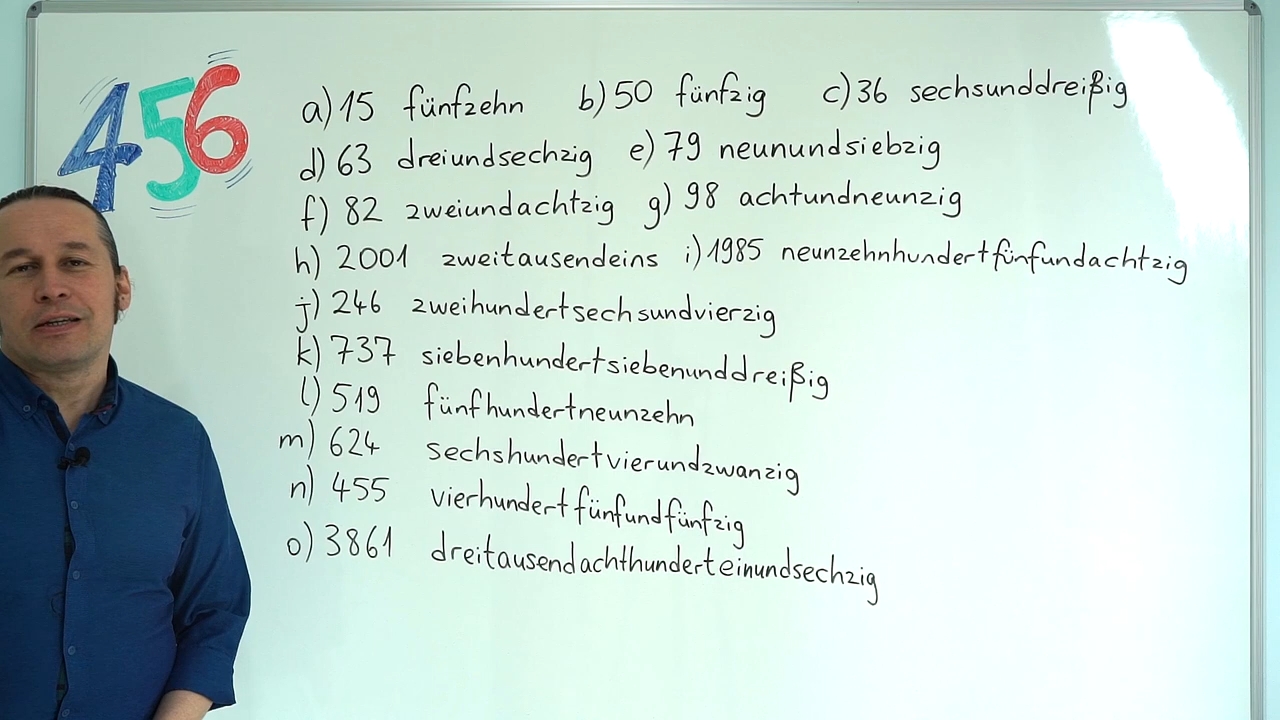 456
a) 15 fünfzehn b) 50 fünfzig c) 36 sechsunddreißig
d) 63 dreiundsechzig e) 79 neunundsiebzig
f) 82 zweiundachtzig g) 98 achtundneunzig
h) 2001 zweitausendeins i) 1985 neunzehnhundertfünfundachtzig
j) 246 zweihundertsechsundvierzig
k) 737 siebenhundertsiebenunddreißig
l) 519 fünfhundertneunzehn
m) 624 sechshundertvierundzwanzig
n) 455 vierhundertfünfundfünfzig
o) 3861 dreitausendachthunderteinundsechzig